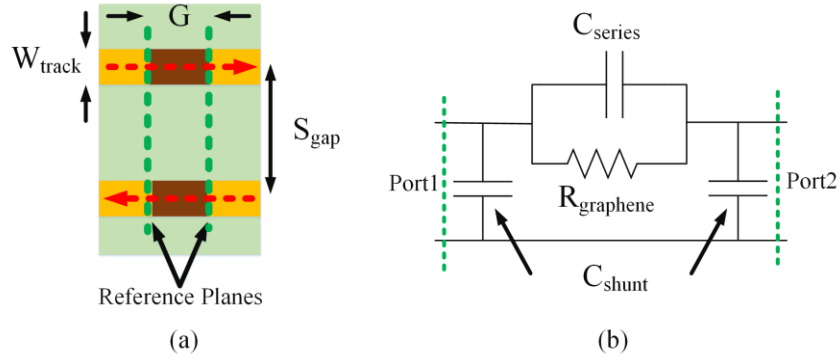 G
W_track
S_gap
Reference Planes
(a)
C_series
Port1
R_graphene
Port2
C_shunt
(b)